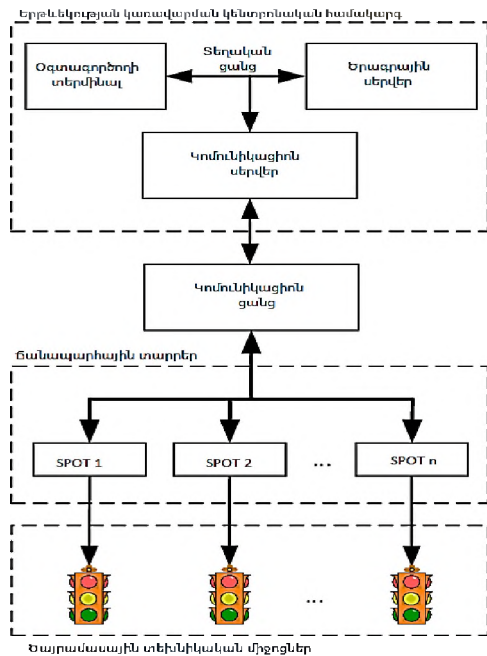 Երթևեկության կառավարման կենտրոնական համակարգ
Օգտագործողի
տերմինալ
Տեղական
ցանց
Ծրագրային
սերվեր
Կոմունիկացիոն
սերվեր
Կոմունիկացիոն
ցանց
Ճանապարհային տարրեր
SPOT 1
SPOT 2
...
SPOT n
...
Ծայրամասային տեխնիկական միջոցներ